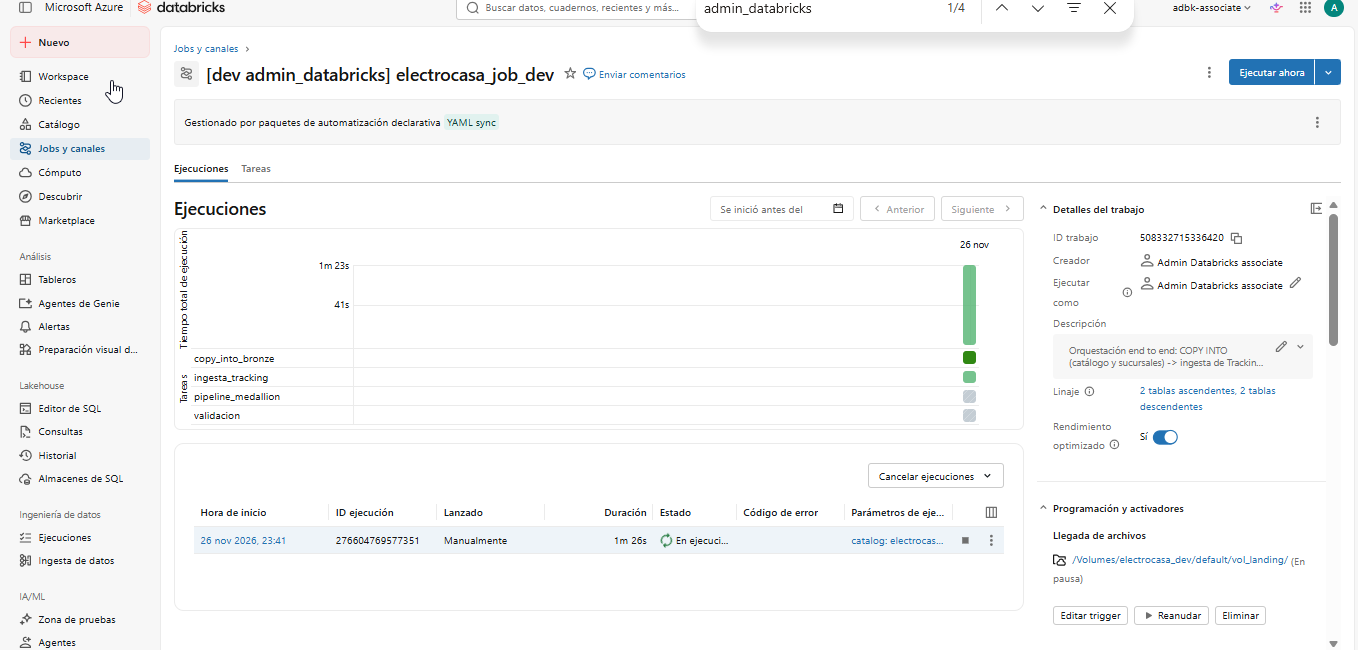 Microsoft Azure
databricks
Buscar datos, cuadernos, recientes y más...
admin_databricks
1/4
adbk-associate
A
Nuevo
Workspace
Recientes
Catálogo
Jobs y canales
Cómputo
Descubrir
Marketplace
Análisis
Tableros
Agentes de Genie
Alertas
Preparación visual d...
Lakehouse
Editor de SQL
Consultas
Historial
Almacenes de SQL
Ingeniería de datos
Ejecuciones
Ingesta de datos
IA/ML
Zona de pruebas
Agentes
Jobs y canales
[dev admin_databricks] electrocasa_job_dev
Enviar comentarios
Ejecutar ahora
Gestionado por paquetes de automatización declarativa YAML sync
Ejecuciones
Tareas
Ejecuciones
Se inició antes del
Anterior
Siguiente
26 nov
Tiempo total de ejecución
1m 23s
41s
Tareas
copy_into_bronze
ingesta_tracking
pipeline_medallion
validacion
Cancelar ejecuciones
Hora de inicio ID ejecución Lanzado Duración Estado Código de error Parámetros de eje...
26 nov 2026, 23:41 276604769577351 Manualmente 1m 26s En ejecuci... catalog: electrocas...
Detalles del trabajo
ID trabajo 508332715336420
Creador Admin Databricks associate
Ejecutar como Admin Databricks associate
Descripción
Orquestación end to end: COPY INTO
(catálogo y sucursales) -> ingesta de Trackin...
Linaje 2 tablas ascendentes, 2 tablas
descendentes
Rendimiento
optimizado Sí
Programación y activadores
Llegada de archivos
/Volumes/electrocasa_dev/default/vol_landing/ (En
pausa)
Editar trigger
Reanudar
Eliminar